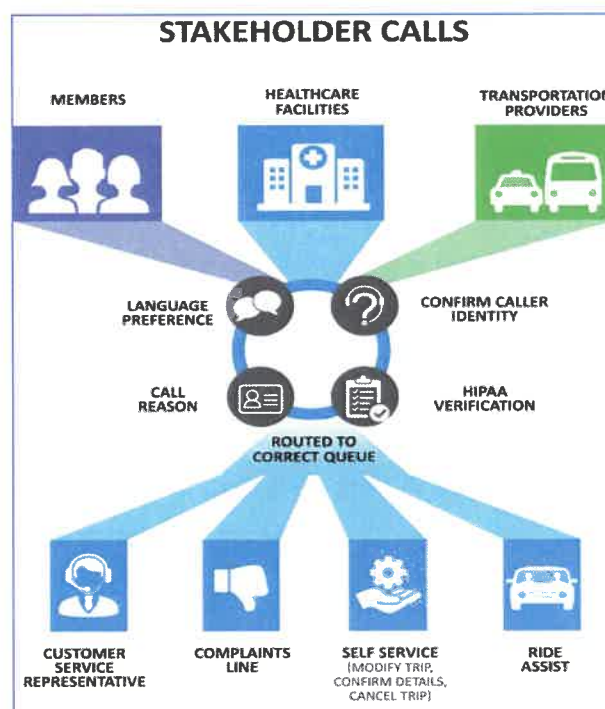 STAKEHOLDER CALLS
MEMBERS
HEALTHCARE
FACILITIES
TRANSPORTATION
PROVIDERS
LANGUAGE
PREFERENCE
CONFIRM CALLER
IDENTITY
CALL
REASON
HIPAA
VERIFICATION
ROUTED TO
CORRECT QUEUE
CUSTOMER
SERVICE
REPRESENTATIVE
COMPLAINTS
LINE
SELF SERVICE
(MODIFY TRIP,
CONFIRM DETAILS,
CANCEL TRIP)
RIDE
ASSIST